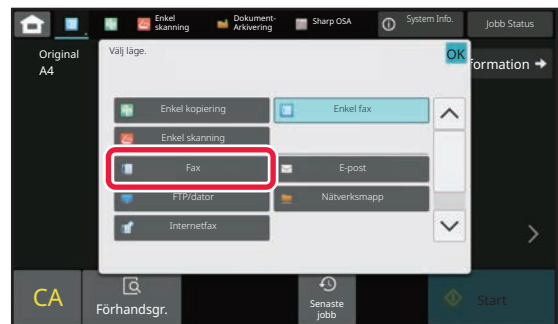 Enkel
skanning
Dokument-
Arkivering
Sharp OSA
System Info.
Jobb Status
Original
A4
Välj läge.
OK
formation
Enkel kopiering
Enkel fax
Enkel skanning
Fax
E-post
FTP/dator
Nätverksmapp
Internetfax
CA
Förhandsgr.
Senaste
jobb
Start